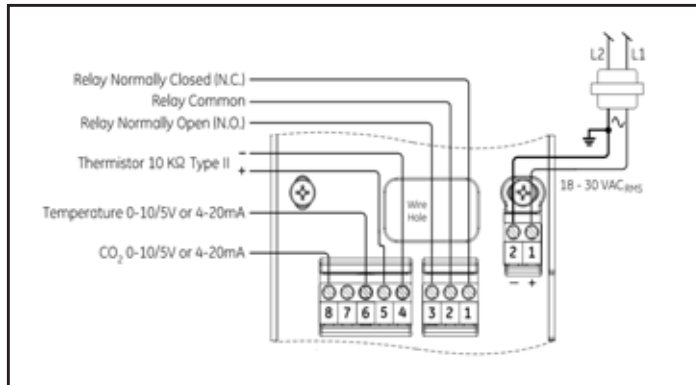 L2 L1
Relay Normally Closed (N.C.)
Relay Common
Relay Normally Open (N.O.)
−
Thermistor 10 KΩ Type II
+
18 - 30 VAC RMS
Wire
Hole
Temperature 0-10/5V or 4-20mA
CO₂ 0-10/5V or 4-20mA
2 1
− +
8 7 6 5 4 3 2 1